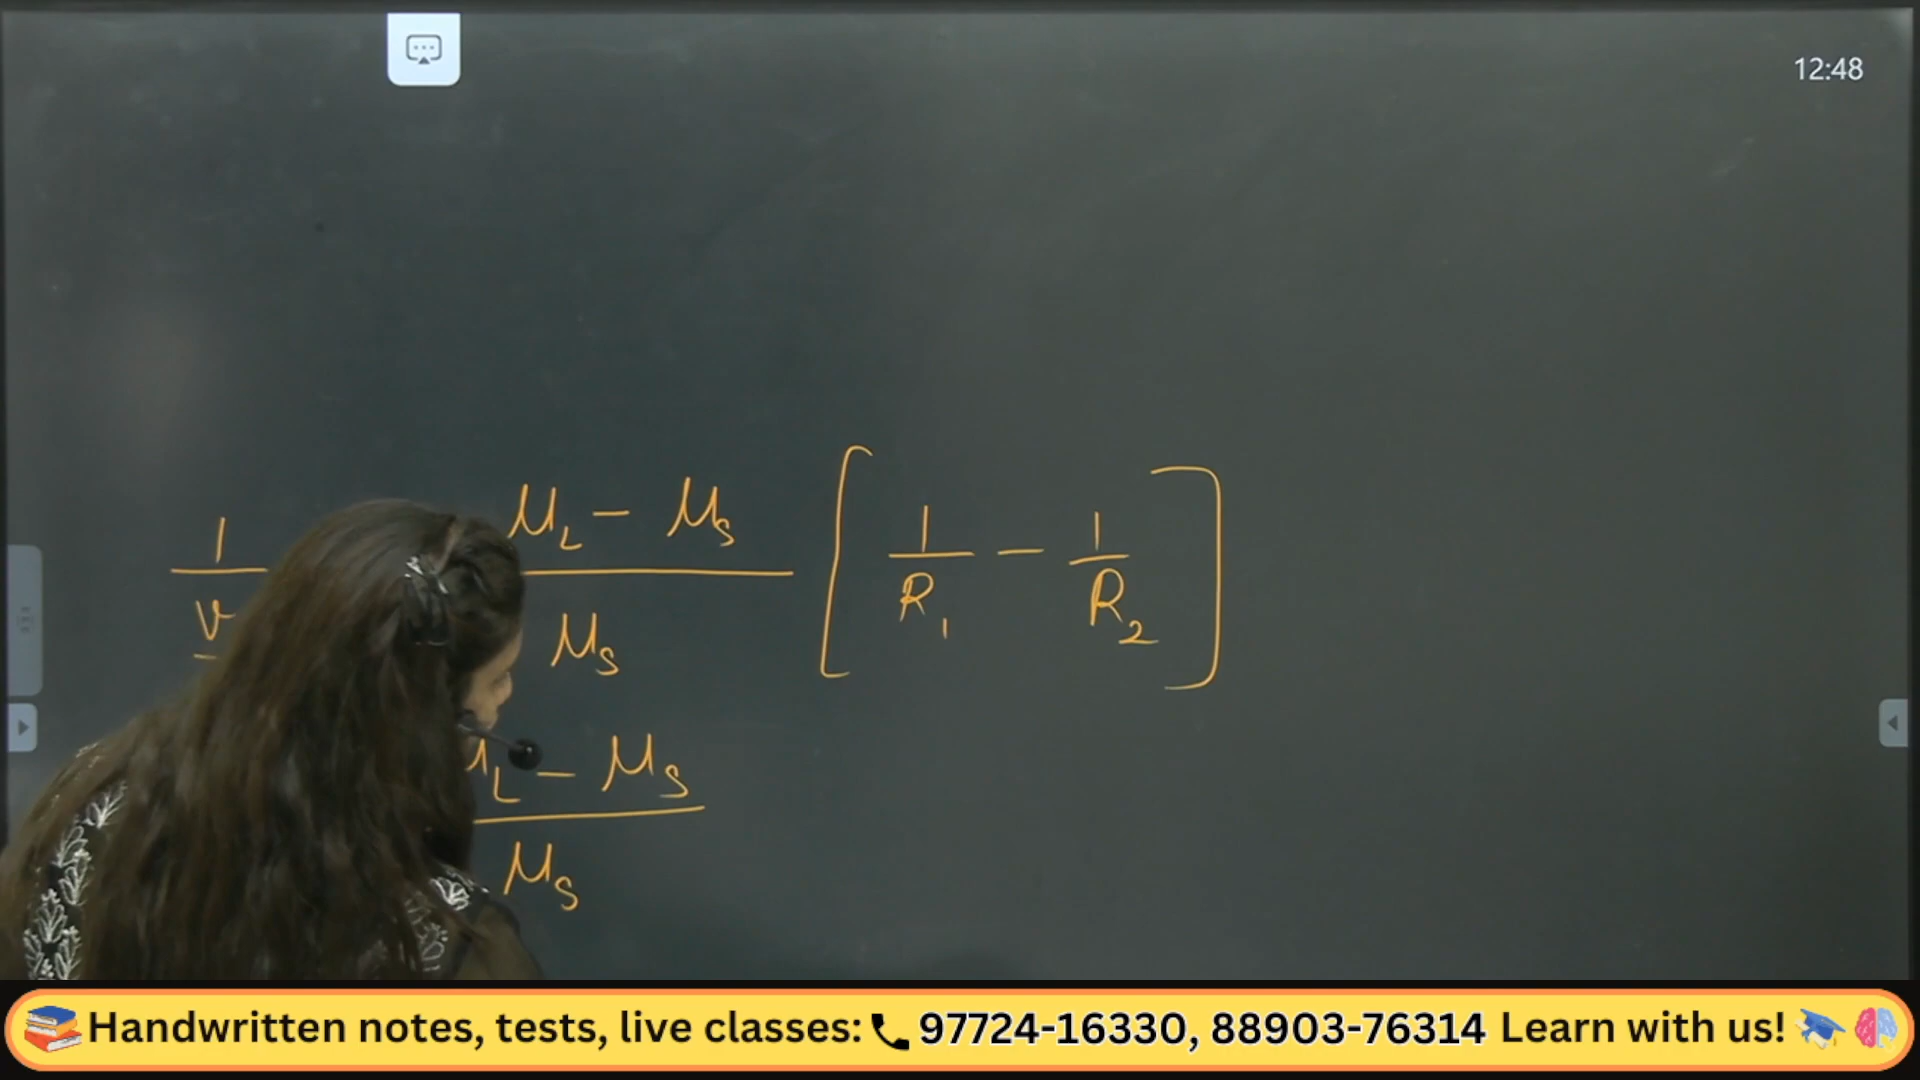 12:48
1/v μL - μS / μS [ 1/R1 - 1/R2 ]
L - μS / μS
Handwritten notes, tests, live classes: 97724-16330, 88903-76314 Learn with us!